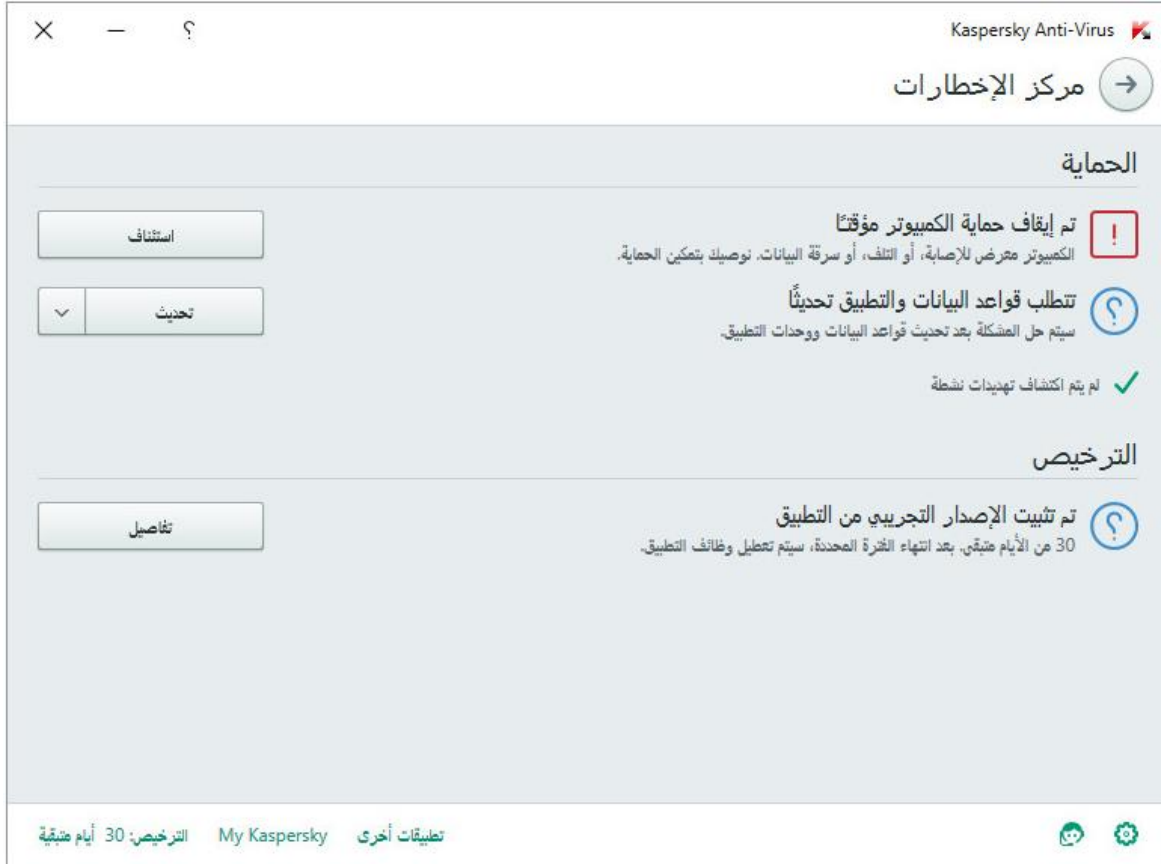 Kaspersky Anti-Virus
مركز الإخطارات
الحماية
تم إيقاف حماية الكمبيوتر مؤقتًا
الكمبيوتر معرض للإصابة، أو التلف، أو سرقة البيانات. نوصيك بتمكين الحماية.
استئناف
تتطلب قواعد البيانات والتطبيق تحديثًا
سيتم حل المشكلة بعد تحديث قواعد البيانات ووحدات التطبيق.
تحديث
لم يتم اكتشاف تهديدات نشطة
الترخيص
تم تثبيت الإصدار التجريبي من التطبيق
30 من الأيام متبقي. بعد انتهاء الفترة المحددة، سيتم تعطيل وظائف التطبيق.
تفاصيل
تطبيقات أخرى My Kaspersky الترخيص: 30 أيام متبقية